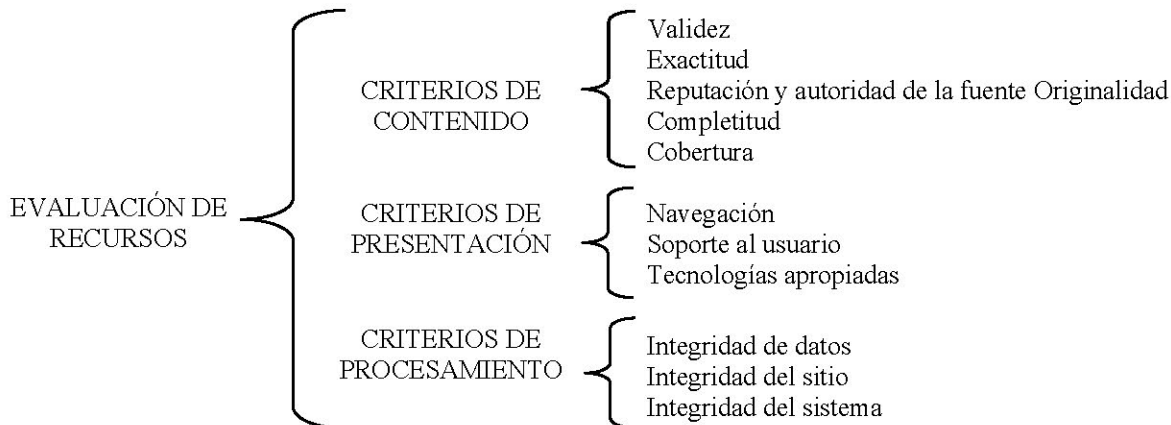 EVALUACIÓN DE
RECURSOS
CRITERIOS DE
CONTENIDO
Validez
Exactitud
Reputación y autoridad de la fuente Originalidad
Completitud
Cobertura
CRITERIOS DE
PRESENTACIÓN
Navegación
Soporte al usuario
Tecnologías apropiadas
CRITERIOS DE
PROCESAMIENTO
Integridad de datos
Integridad del sitio
Integridad del sistema